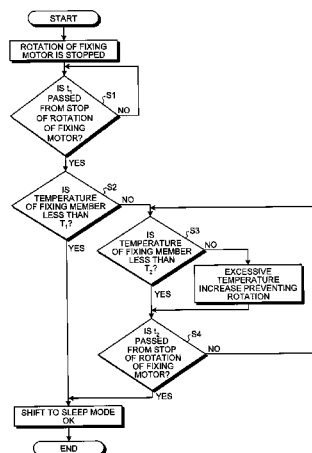 START
ROTATION OF FIXING
MOTOR IS STOPPED
IS t₁
PASSED
FROM STOP
OF ROTATION
OF FIXING
MOTOR?
S1
NO
YES
IS
TEMPERATURE
OF FIXING MEMBER
LESS THAN
T₁?
S2
NO
YES
IS
TEMPERATURE
OF FIXING MEMBER
LESS THAN
T₂?
S3
NO
YES
EXCESSIVE
TEMPERATURE
INCREASE PREVENTING
ROTATION
IS t₂
PASSED
FROM STOP
OF ROTATION
OF FIXING
MOTOR?
S4
NO
YES
SHIFT TO SLEEP MODE
OK
END